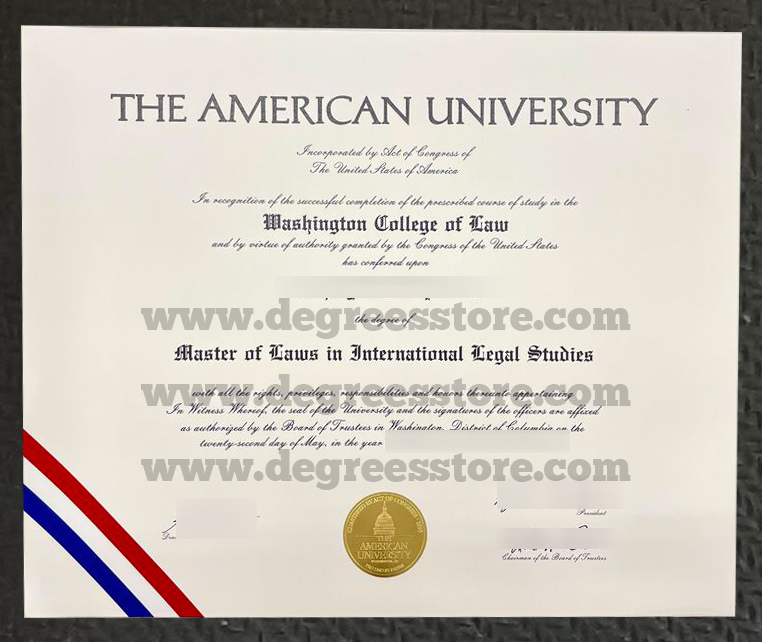 THE AMERICAN UNIVERSITY
Incorporated by Act of Congress of
The United States of America
In recognition of the successful completion of the prescribed course of study in the
Washington College of Law
and by virtue of authority granted by the Congress of the United States
has conferred upon
www.degreesstore.com
the degree of
Master of Laws in International Legal Studies
www.degreesstore.com
with all the rights, privileges, responsibilities and honors thereunto appertaining
In Witness Whereof, the seal of the University and the signatures of the officers are affixed
as authorized by the Board of Trustees in Washington, District of Columbia on the
twenty-second day of May, in the year
www.degreesstore.com
President
Chairman of the Board of Trustees
THE
AMERICAN
UNIVERSITY